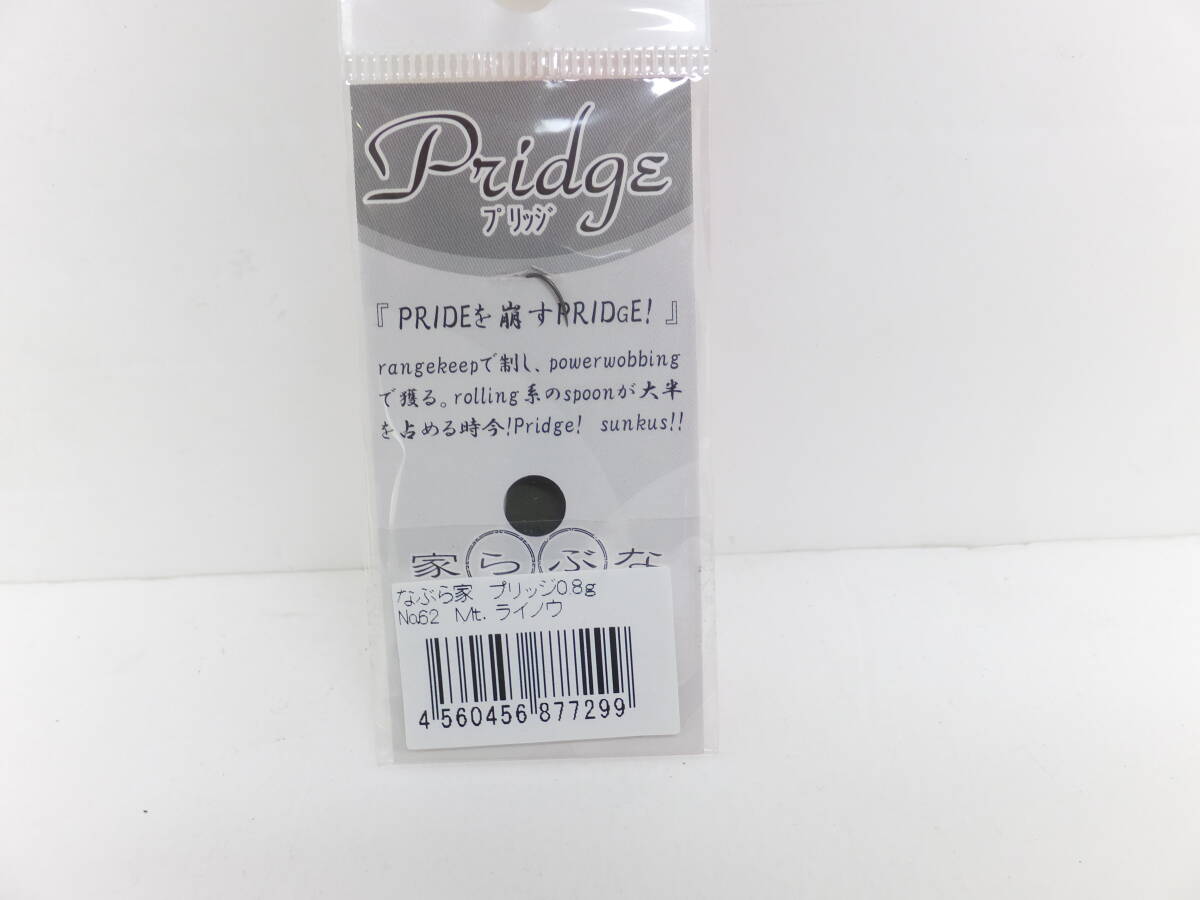 Pridge
プリッジ
『PRIDEを崩すPRIDGE!』
rangekeepで制し、powerwobbing
で獲る。rolling系のspoonが大半
を占める時今!Pridge! sunkus!!
家らぶな
なぶら家 プリッジ0.8g
No.62 Mt.ライノウ
4 560456 877299